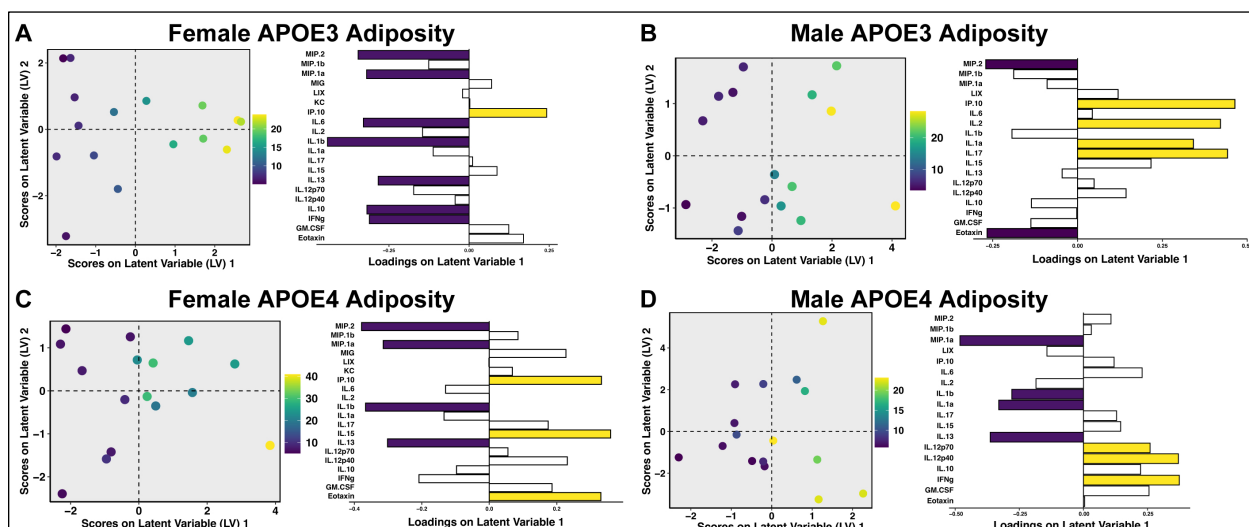 A Female APOE3 Adiposity
2
0
−2
−2 −1 0 1 2
Scores on Latent Variable (LV) 2
Scores on Latent Variable (LV) 1
20
15
10
MIP.2
MIP.1b
MIP.1a
MIG
LIX
KC
IP.10
IL.6
IL.2
IL.1b
IL.1a
IL.17
IL.15
IL.13
IL.12p70
IL.12p40
IL.10
IFNg
GM.CSF
Eotaxin
-0.25 0.00 0.25
Loadings on Latent Variable 1
B Male APOE3 Adiposity
1
0
−1
−2 0 2 4
Scores on Latent Variable (LV) 2
Scores on Latent Variable (LV) 1
20
10
MIP.2
MIP.1b
MIP.1a
LIX
IP.10
IL.6
IL.2
IL.1b
IL.1a
IL.17
IL.15
IL.13
IL.12p70
IL.12p40
IL.10
IFNg
GM.CSF
Eotaxin
0.00 0.25 0.50
Loadings on Latent Variable 1
C Female APOE4 Adiposity
1
0
−1
−2
−2 0 2 4
Scores on Latent Variable (LV) 2
Scores on Latent Variable (LV) 1
40
30
20
10
MIP.2
MIP.1b
MIP.1a
MIG
LIX
KC
IP.10
IL.6
IL.2
IL.1b
IL.1a
IL.17
IL.15
IL.13
IL.12p70
IL.12p40
IL.10
IFNg
GM.CSF
Eotaxin
−0.4 −0.2 0.0 0.2
Loadings on Latent Variable 1
D Male APOE4 Adiposity
4
2
0
−2
−2 −1 0 1 2
Scores on Latent Variable (LV) 2
Scores on Latent Variable (LV) 1
20
15
10
MIP.2
MIP.1b
MIP.1a
LIX
IP.10
IL.6
IL.2
IL.1b
IL.1a
IL.17
IL.15
IL.13
IL.12p70
IL.12p40
IL.10
IFNg
GM.CSF
Eotaxin
−0.50 −0.25 0.00 0.25
Loadings on Latent Variable 1